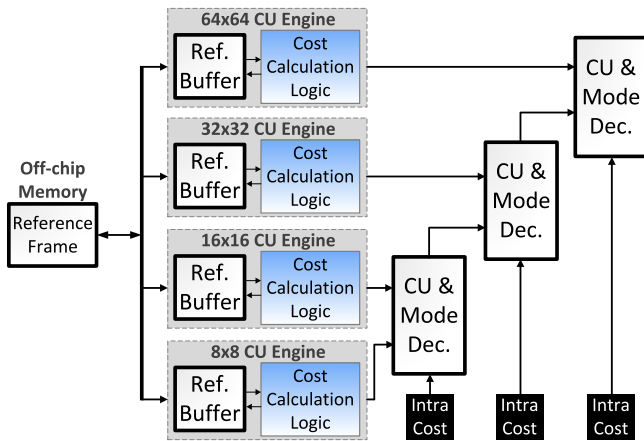 64x64 CU Engine
Ref.
Buffer
Cost
Calculation
Logic
CU &
Mode
Dec.
32x32 CU Engine
Ref.
Buffer
Cost
Calculation
Logic
CU &
Mode
Dec.
Off-chip
Memory
Reference
Frame
16x16 CU Engine
Ref.
Buffer
Cost
Calculation
Logic
CU &
Mode
Dec.
8x8 CU Engine
Ref.
Buffer
Cost
Calculation
Logic
Intra
Cost
Intra
Cost
Intra
Cost